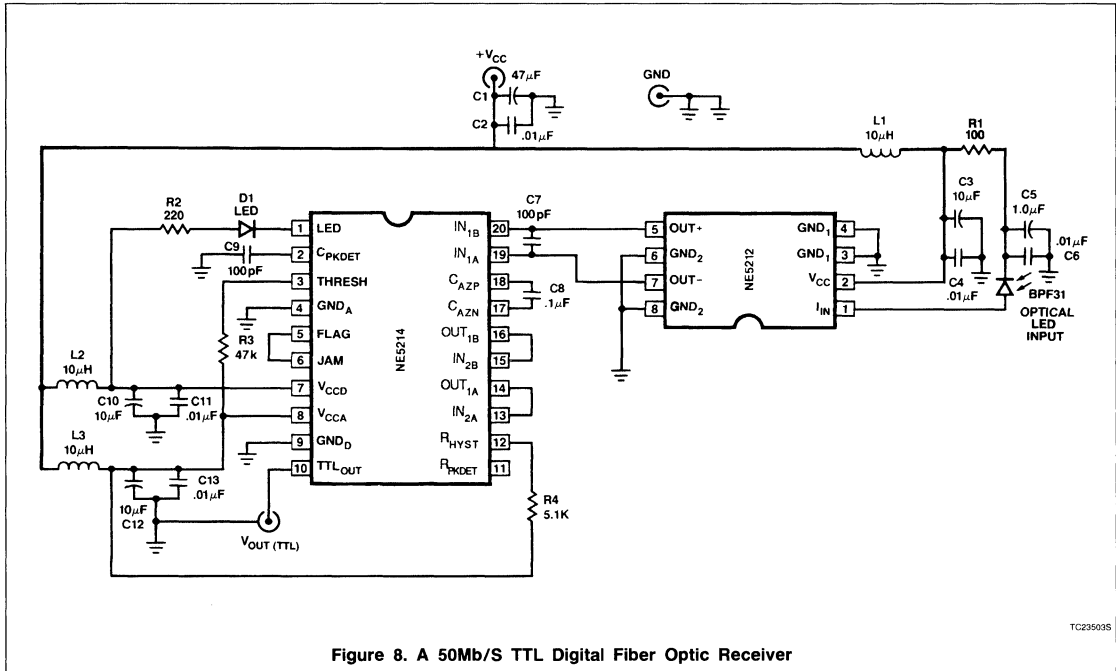 +VCC
47µF
C1
C2
.01µF
GND
L1
10µH
R1
100
C3
10µF
C5
1.0µF
.01µF
C6
C4
.01µF
BPF31
OPTICAL
LED
INPUT
R2
220
D1
LED
C9
100pF
R3
47k
L2
10µH
C10
10µF
C11
.01µF
L3
10µH
C13
.01µF
10µF
C12
VOUT (TTL)
NE5214
1 LED
2 CPKDET
3 THRESH
4 GNDA
5 FLAG
6 JAM
7 VCCD
8 VCCA
9 GNDD
10 TTLOUT
IN1B 20
IN1A 19
CAZP 18
CAZN 17
OUT1B 16
IN2B 15
OUT1A 14
IN2A 13
RHYST 12
RPKDET 11
C7
100pF
C8
.1µF
R4
5.1K
NE5212
5 OUT+
6 GND2
7 OUT−
8 GND2
GND1 4
GND1 3
VCC 2
IIN 1
TC23503S
Figure 8. A 50Mb/S TTL Digital Fiber Optic Receiver